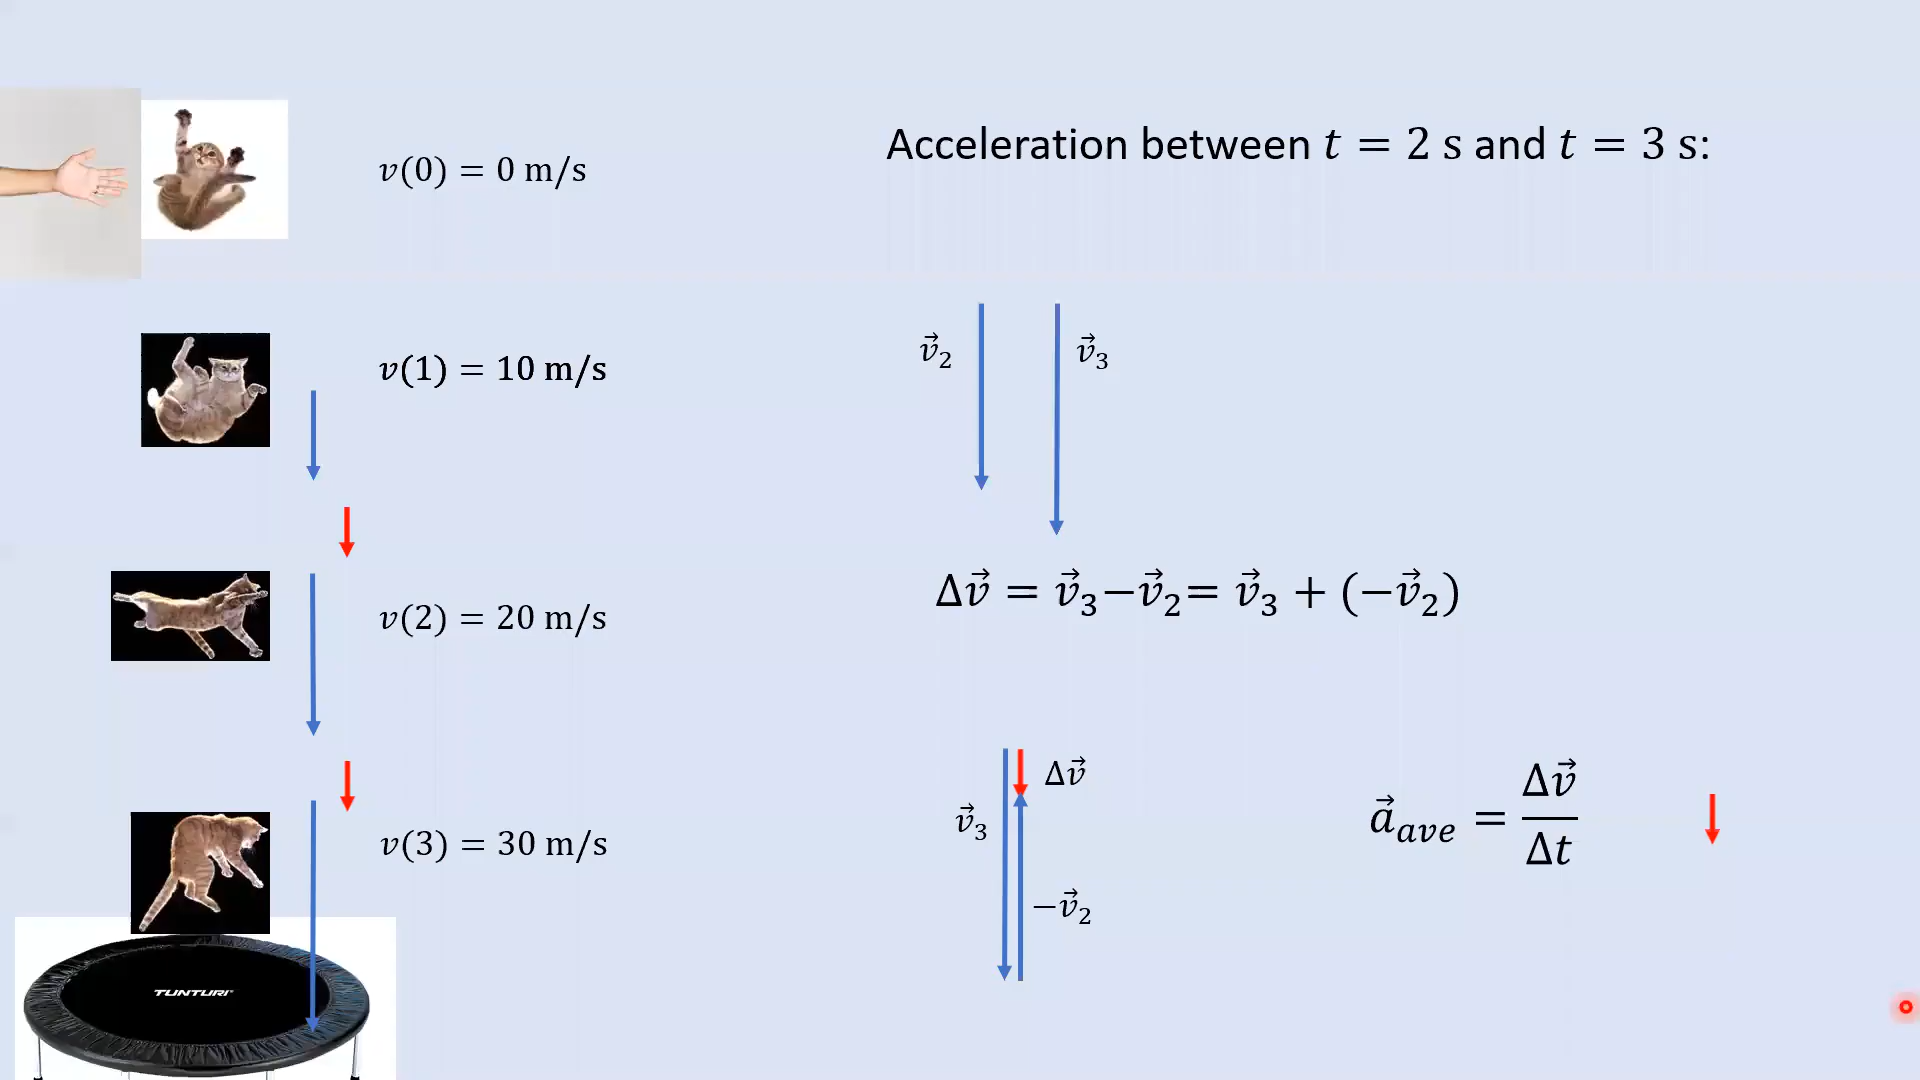 v(0) = 0 m/s
Acceleration between t = 2 s and t = 3 s:
v(1) = 10 m/s
v⃗₂
v⃗₃
v(2) = 20 m/s
Δv⃗ = v⃗₃−v⃗₂= v⃗₃ + (−v⃗₂)
v(3) = 30 m/s
v⃗₃
Δv⃗
−v⃗₂
a⃗ₐᵥₑ = Δv⃗/Δt
TUNTURI®